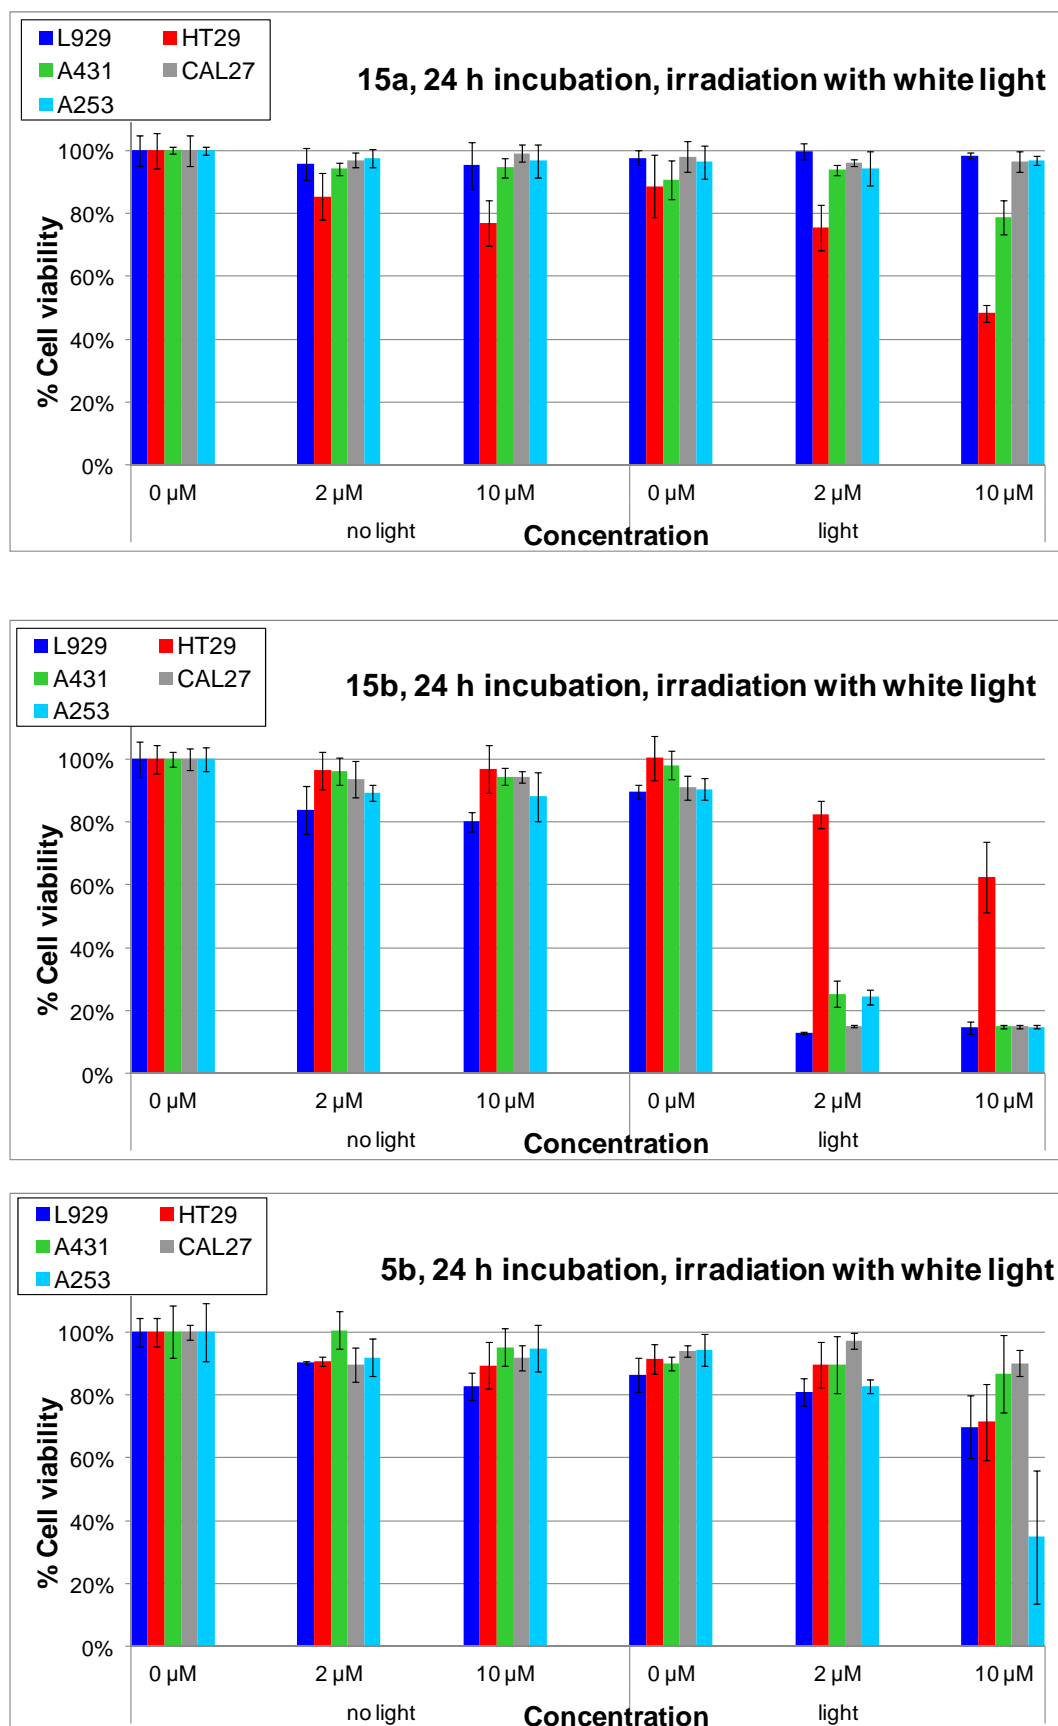 L929 HT29
A431 CAL27
A253
15a, 24 h incubation, irradiation with white light
% Cell viability
100%
80%
60%
40%
20%
0%
0 µM 2 µM 10 µM 0 µM 2 µM 10 µM
no light Concentration light
L929 HT29
A431 CAL27
A253
15b, 24 h incubation, irradiation with white light
% Cell viability
100%
80%
60%
40%
20%
0%
0 µM 2 µM 10 µM 0 µM 2 µM 10 µM
no light Concentration light
L929 HT29
A431 CAL27
A253
5b, 24 h incubation, irradiation with white light
% Cell viability
100%
80%
60%
40%
20%
0%
0 µM 2 µM 10 µM 0 µM 2 µM 10 µM
no light Concentration light